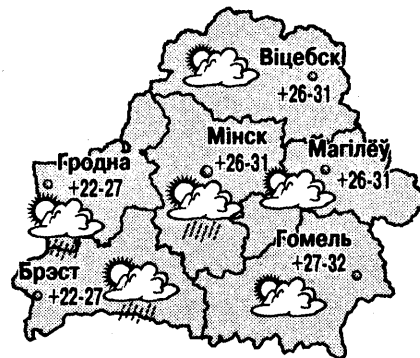 Віцебск
+26-31
Мінск
+26-31
Магілёў
+26-31
Гродна
+22-27
Гомель
+27-32
Брэст
+22-27